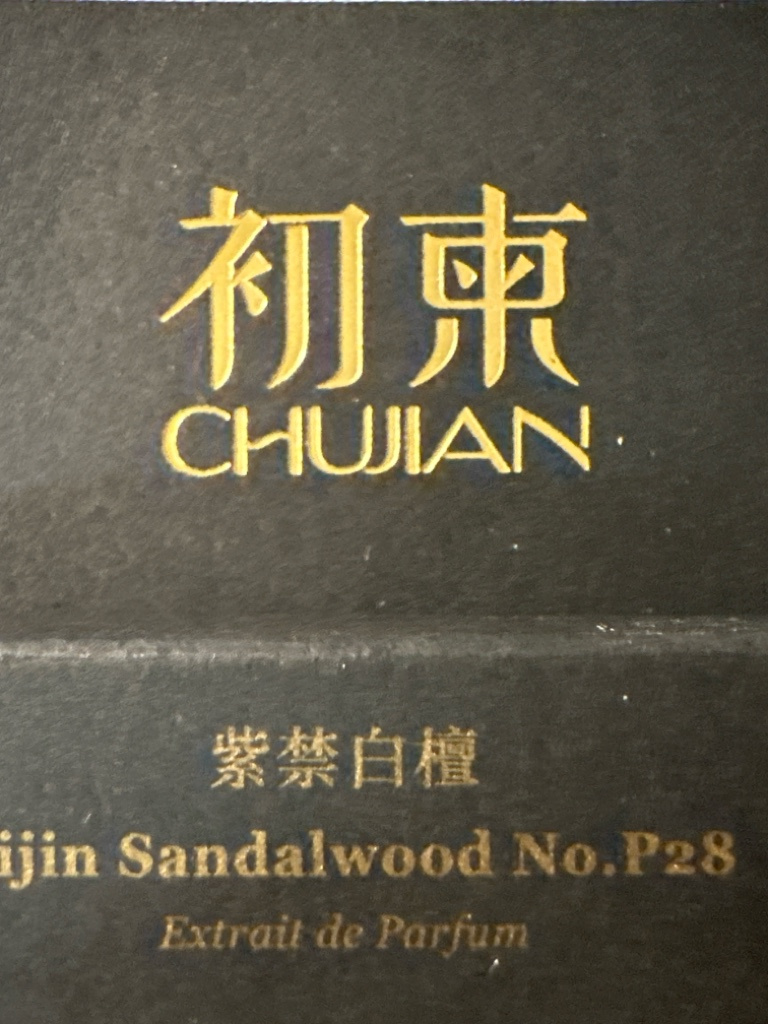 初柬
CHUJIAN
紫禁白檀
ijin Sandalwood No.P28
Extrait de Parfum